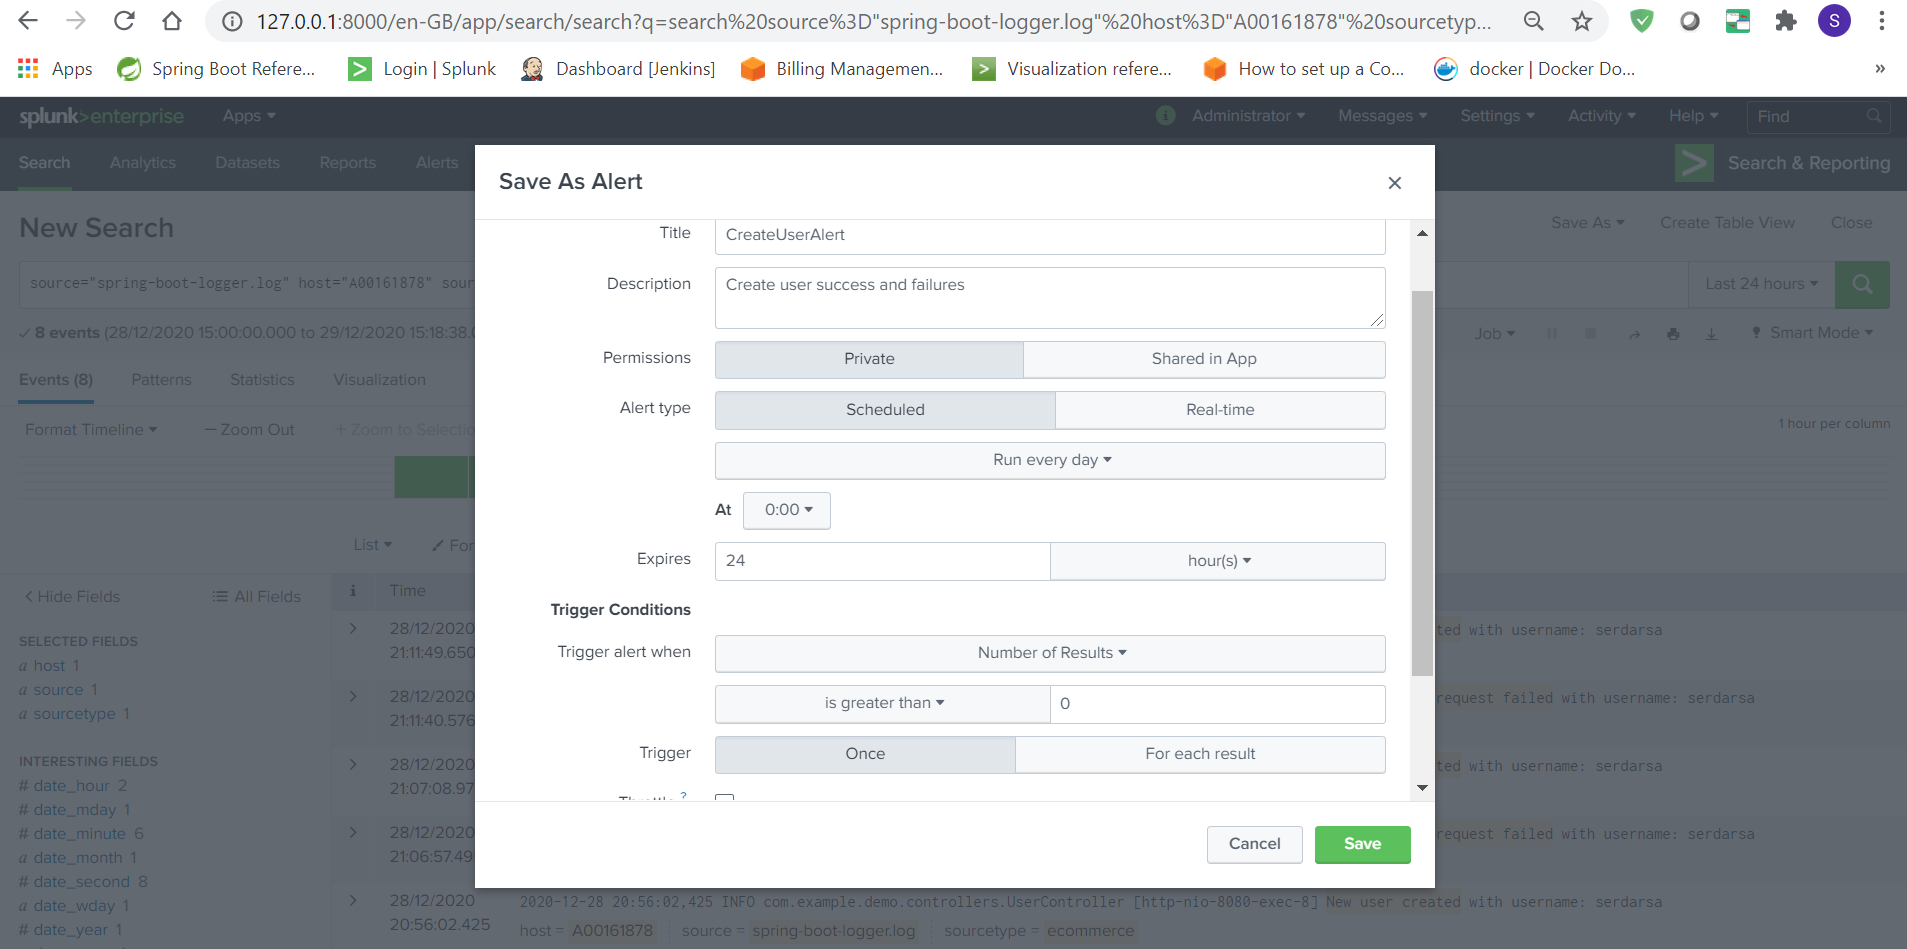 127.0.0.1:8000/en-GB/app/search/search?q=search%20source%3D"spring-boot-logger.log"%20host%3D"A00161878"%20sourcetyp...
S
Apps
Spring Boot Refere...
Login | Splunk
Dashboard [Jenkins]
Billing Managemen...
Visualization refere...
How to set up a Co...
docker | Docker Do...
»
splunk>enterprise
Apps
Administrator
Messages
Settings
Activity
Help
Find
Search
Analytics
Datasets
Reports
Alerts
Search & Reporting
New Search
Save As
Create Table View
Close
source="spring-boot-logger.log" host="A00161878" sour
Last 24 hours
8 events (28/12/2020 15:00:00.000 to 29/12/2020 15:18:38.0
Job
Smart Mode
Events (8)
Patterns
Statistics
Visualization
Format Timeline
— Zoom Out
+ Zoom to Selectio
1 hour per column
List
For
< Hide Fields
All Fields
i
Time
SELECTED FIELDS
a host 1
a source 1
a sourcetype 1
INTERESTING FIELDS
# date_hour 2
# date_mday 1
# date_minute 6
a date_month 1
# date_second 8
a date_wday 1
# date_year 1
28/12/2020
21:11:49.650
ted with username: serdarsa
28/12/2020
21:11:40.576
request failed with username: serdarsa
28/12/2020
21:07:08.97
ted with username: serdarsa
28/12/2020
21:06:57.49
request failed with username: serdarsa
28/12/2020
20:56:02.425
2020-12-28 20:56:02,425 INFO com.example.demo.controllers.UserController [http-nio-8080-exec-8] New user created with username: serdarsa
host = A00161878
source = spring-boot-logger.log
sourcetype = ecommerce
Save As Alert
×
Title
CreateUserAlert
Description
Create user success and failures
Permissions
Private
Shared in App
Alert type
Scheduled
Real-time
Run every day
At
0:00
Expires
24
hour(s)
Trigger Conditions
Trigger alert when
Number of Results
is greater than
0
Trigger
Once
For each result
Throttle ?
Cancel
Save